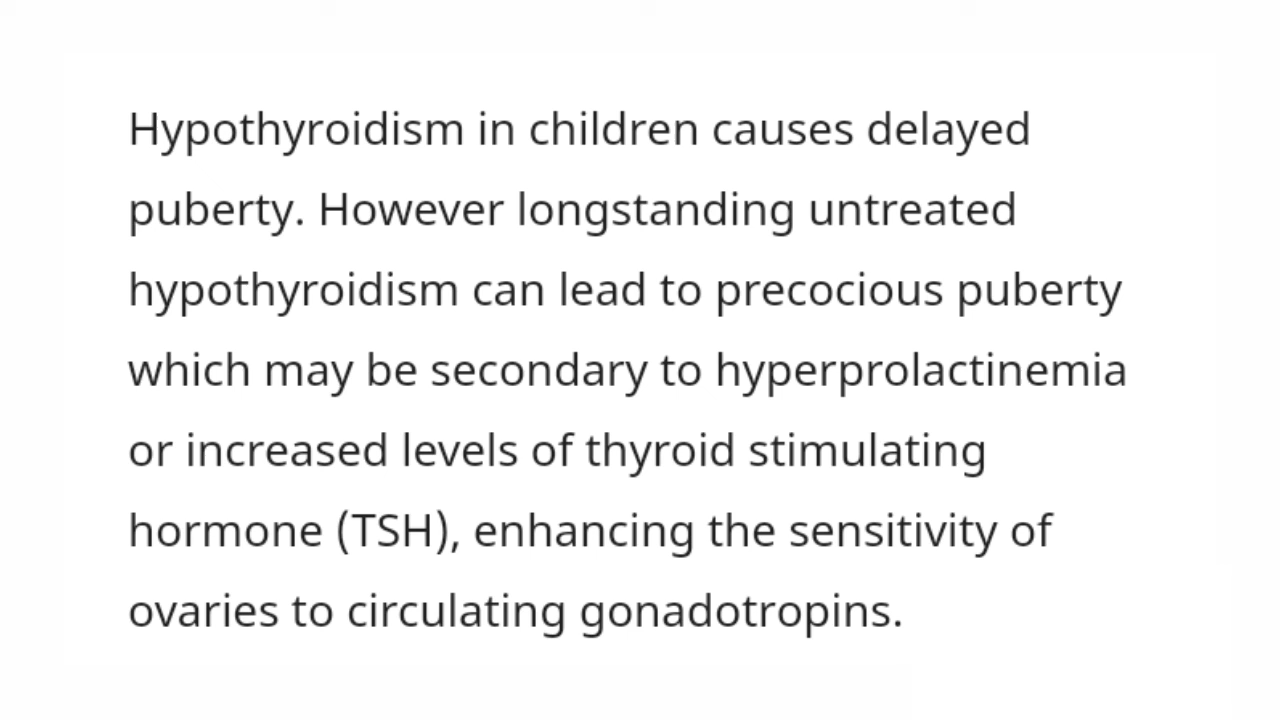 Hypothyroidism in children causes delayed
puberty. However longstanding untreated
hypothyroidism can lead to precocious puberty
which may be secondary to hyperprolactinemia
or increased levels of thyroid stimulating
hormone (TSH), enhancing the sensitivity of
ovaries to circulating gonadotropins.